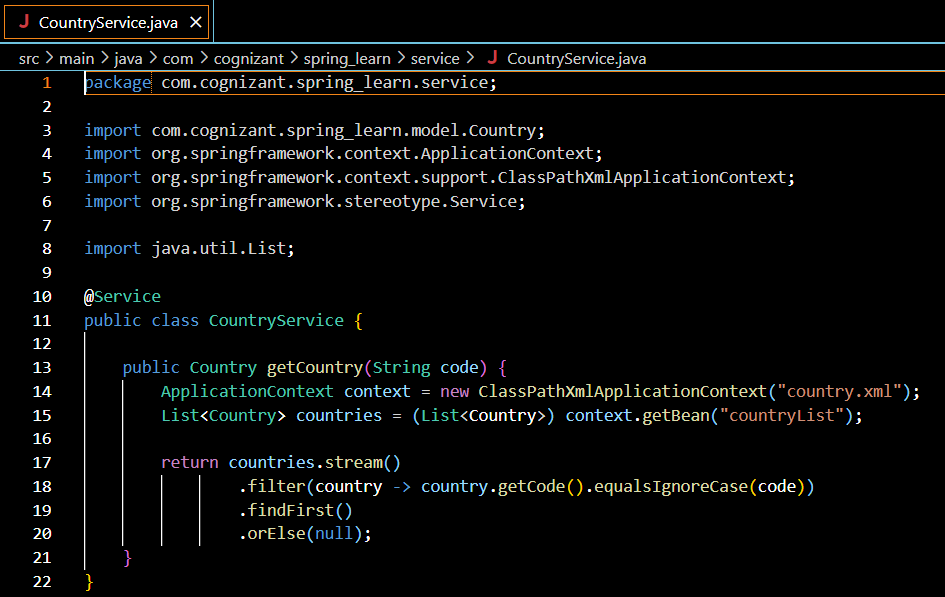 J CountryService.java ×
src > main > java > com > cognizant > spring_learn > service > J CountryService.java
1 package com.cognizant.spring_learn.service;
2
3 import com.cognizant.spring_learn.model.Country;
4 import org.springframework.context.ApplicationContext;
5 import org.springframework.context.support.ClassPathXmlApplicationContext;
6 import org.springframework.stereotype.Service;
7
8 import java.util.List;
9
10 @Service
11 public class CountryService {
12
13     public Country getCountry(String code) {
14         ApplicationContext context = new ClassPathXmlApplicationContext("country.xml");
15         List<Country> countries = (List<Country>) context.getBean("countryList");
16
17         return countries.stream()
18                 .filter(country -> country.getCode().equalsIgnoreCase(code))
19                 .findFirst()
20                 .orElse(null);
21     }
22 }